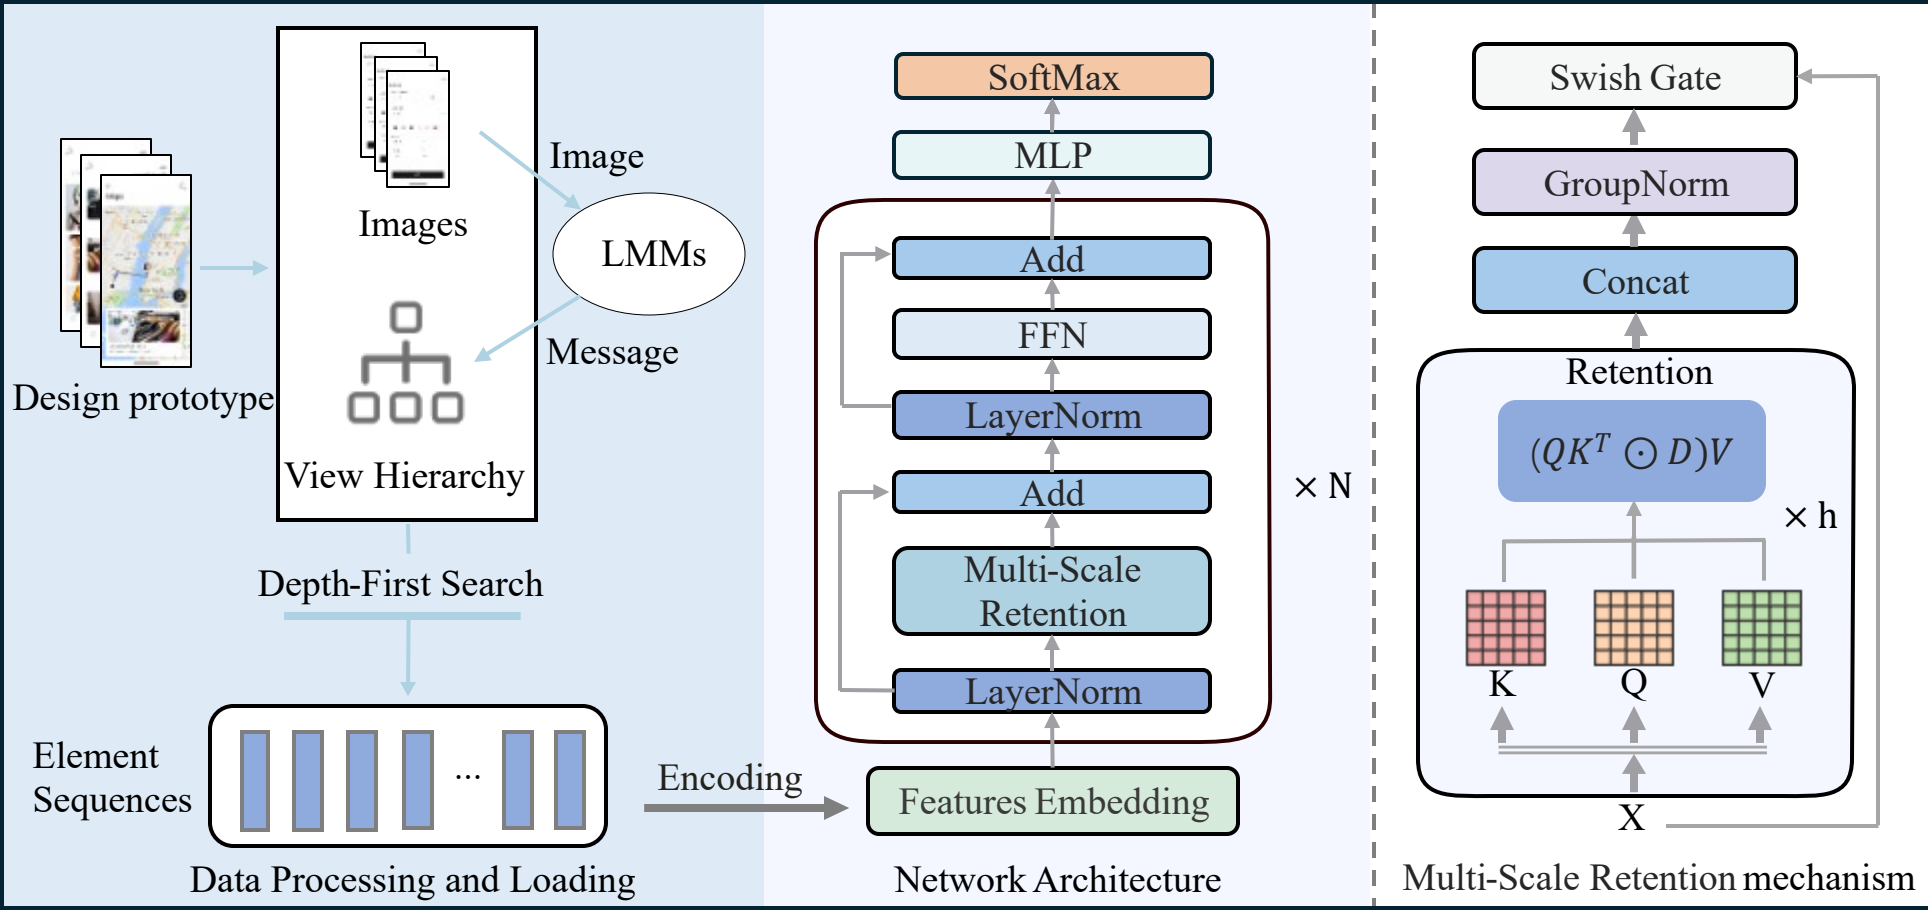 Design prototype
Images
Image
LMMs
Message
View Hierarchy
Depth-First Search
Element
Sequences
...
Data Processing and Loading
Encoding
SoftMax
MLP
Add
FFN
LayerNorm
Add
Multi-Scale
Retention
LayerNorm
× N
Features Embedding
Network Architecture
Swish Gate
GroupNorm
Concat
Retention
(QKᵀ ⊙ D)V
× h
K
Q
V
X
Multi-Scale Retention mechanism